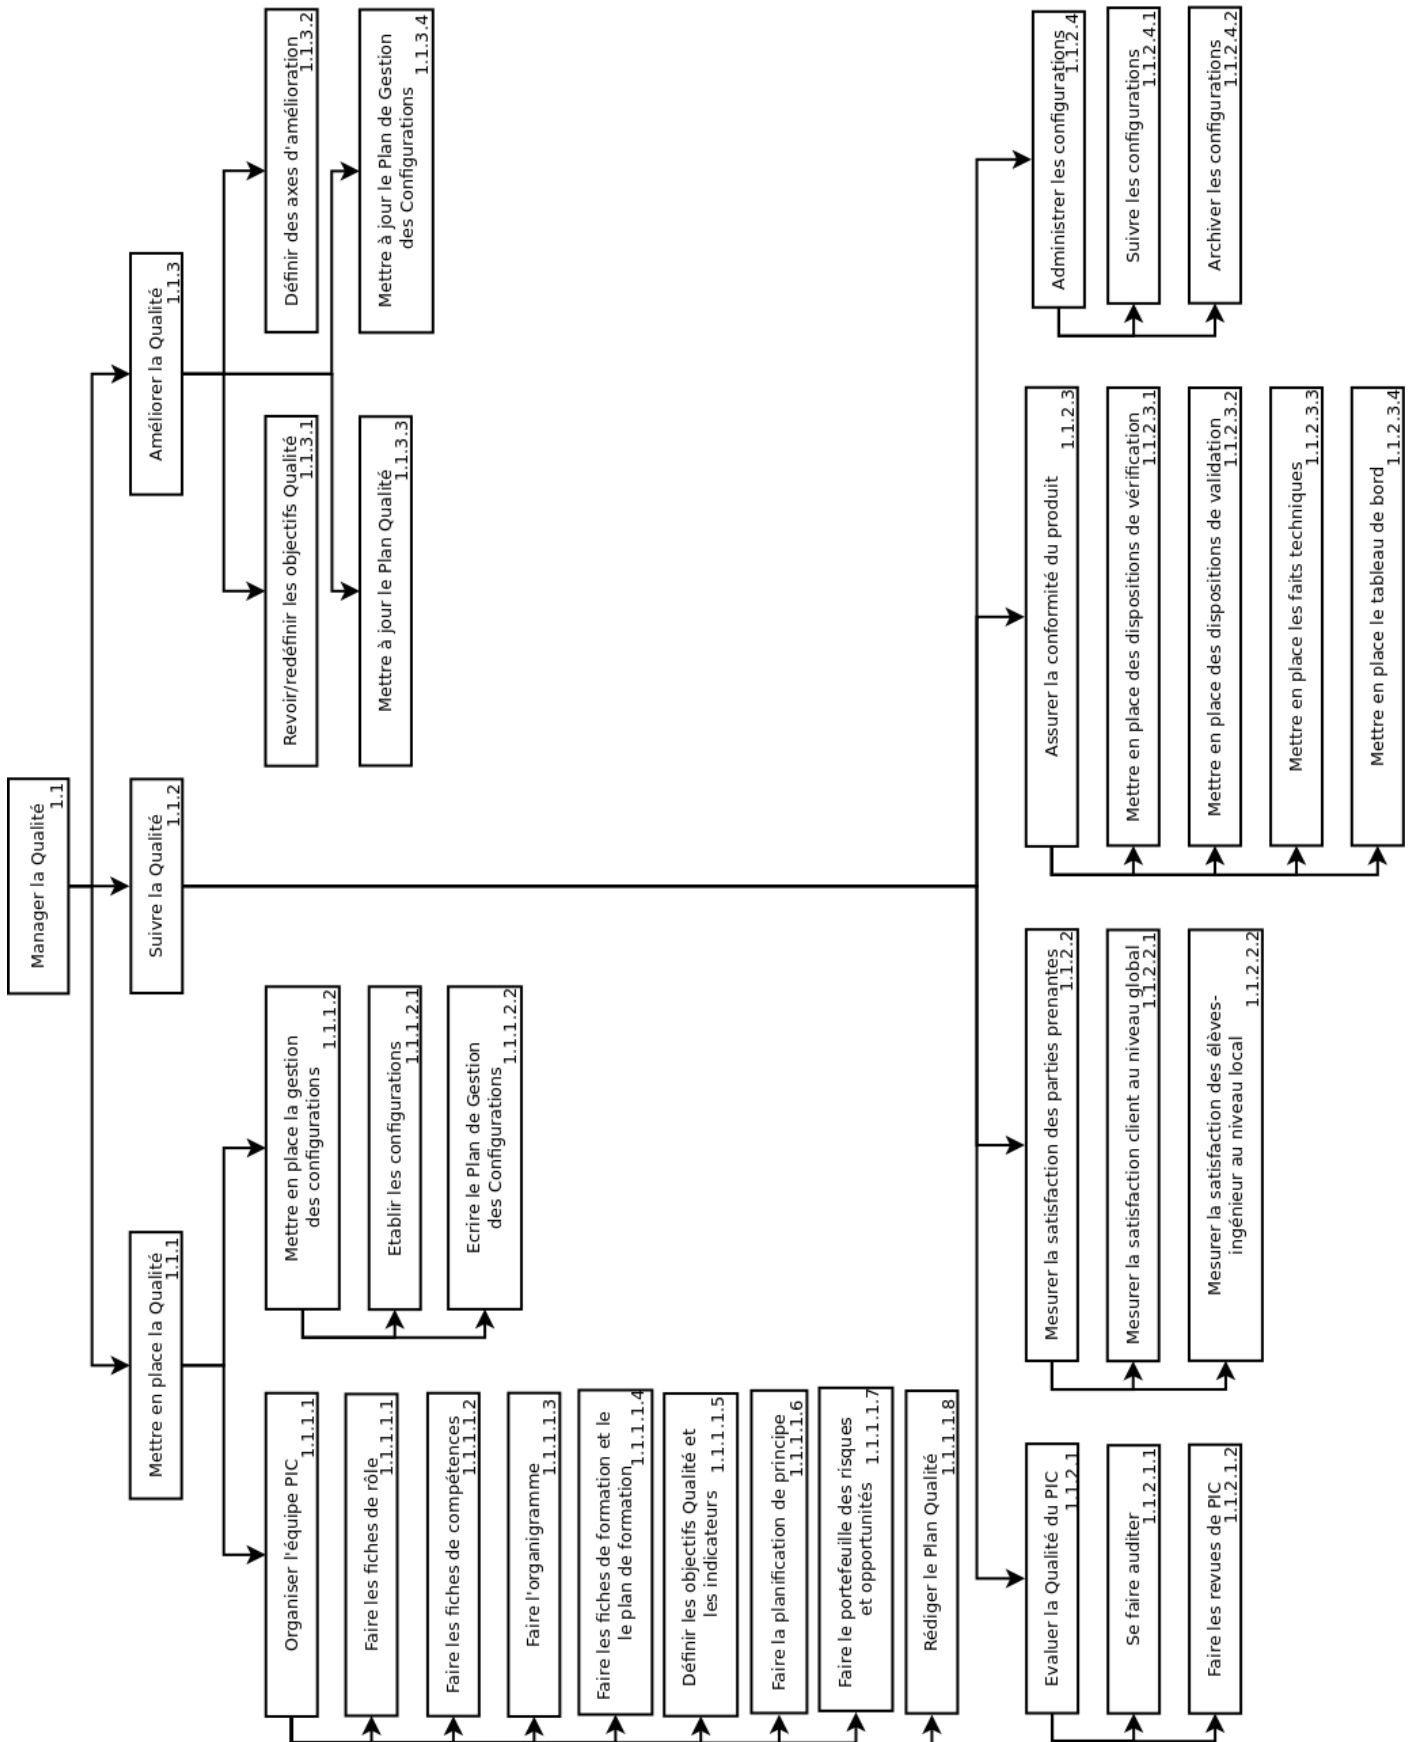 Manager la Qualité
1.1
Mettre en place la Qualité
1.1.1
Suivre la Qualité
1.1.2
Améliorer la Qualité
1.1.3
Organiser l'équipe PIC
1.1.1.1
Faire les fiches de rôle
1.1.1.1.1
Faire les fiches de compétences
1.1.1.1.2
Faire l'organigramme
1.1.1.1.3
Faire les fiches de formation et le
le plan de formation
1.1.1.1.4
Définir les objectifs Qualité et
les indicateurs
1.1.1.1.5
Faire la planification de principe
1.1.1.1.6
Faire le portefeuille des risques
et opportunités
1.1.1.1.7
Rédiger le Plan Qualité
1.1.1.1.8
Mettre en place la gestion
des configurations
1.1.1.2
Etablir les configurations
1.1.1.2.1
Ecrire le Plan de Gestion
des Configurations
1.1.1.2.2
Revoir/redéfinir les objectifs Qualité
1.1.3.1
Définir des axes d'amélioration
1.1.3.2
Mettre à jour le Plan Qualité
1.1.3.3
Mettre à jour le Plan de Gestion
des Configurations
1.1.3.4
Evaluer la Qualité du PIC
1.1.2.1
Se faire auditer
1.1.2.1.1
Faire les revues de PIC
1.1.2.1.2
Mesurer la satisfaction des parties prenantes
1.1.2.2
Mesurer la satisfaction client au niveau global
1.1.2.2.1
Mesurer la satisfaction des élèves-
ingénieur au niveau local
1.1.2.2.2
Assurer la conformité du produit
1.1.2.3
Mettre en place des dispositions de vérification
1.1.2.3.1
Mettre en place des dispositions de validation
1.1.2.3.2
Mettre en place les faits techniques
1.1.2.3.3
Mettre en place le tableau de bord
1.1.2.3.4
Administrer les configurations
1.1.2.4
Suivre les configurations
1.1.2.4.1
Archiver les configurations
1.1.2.4.2